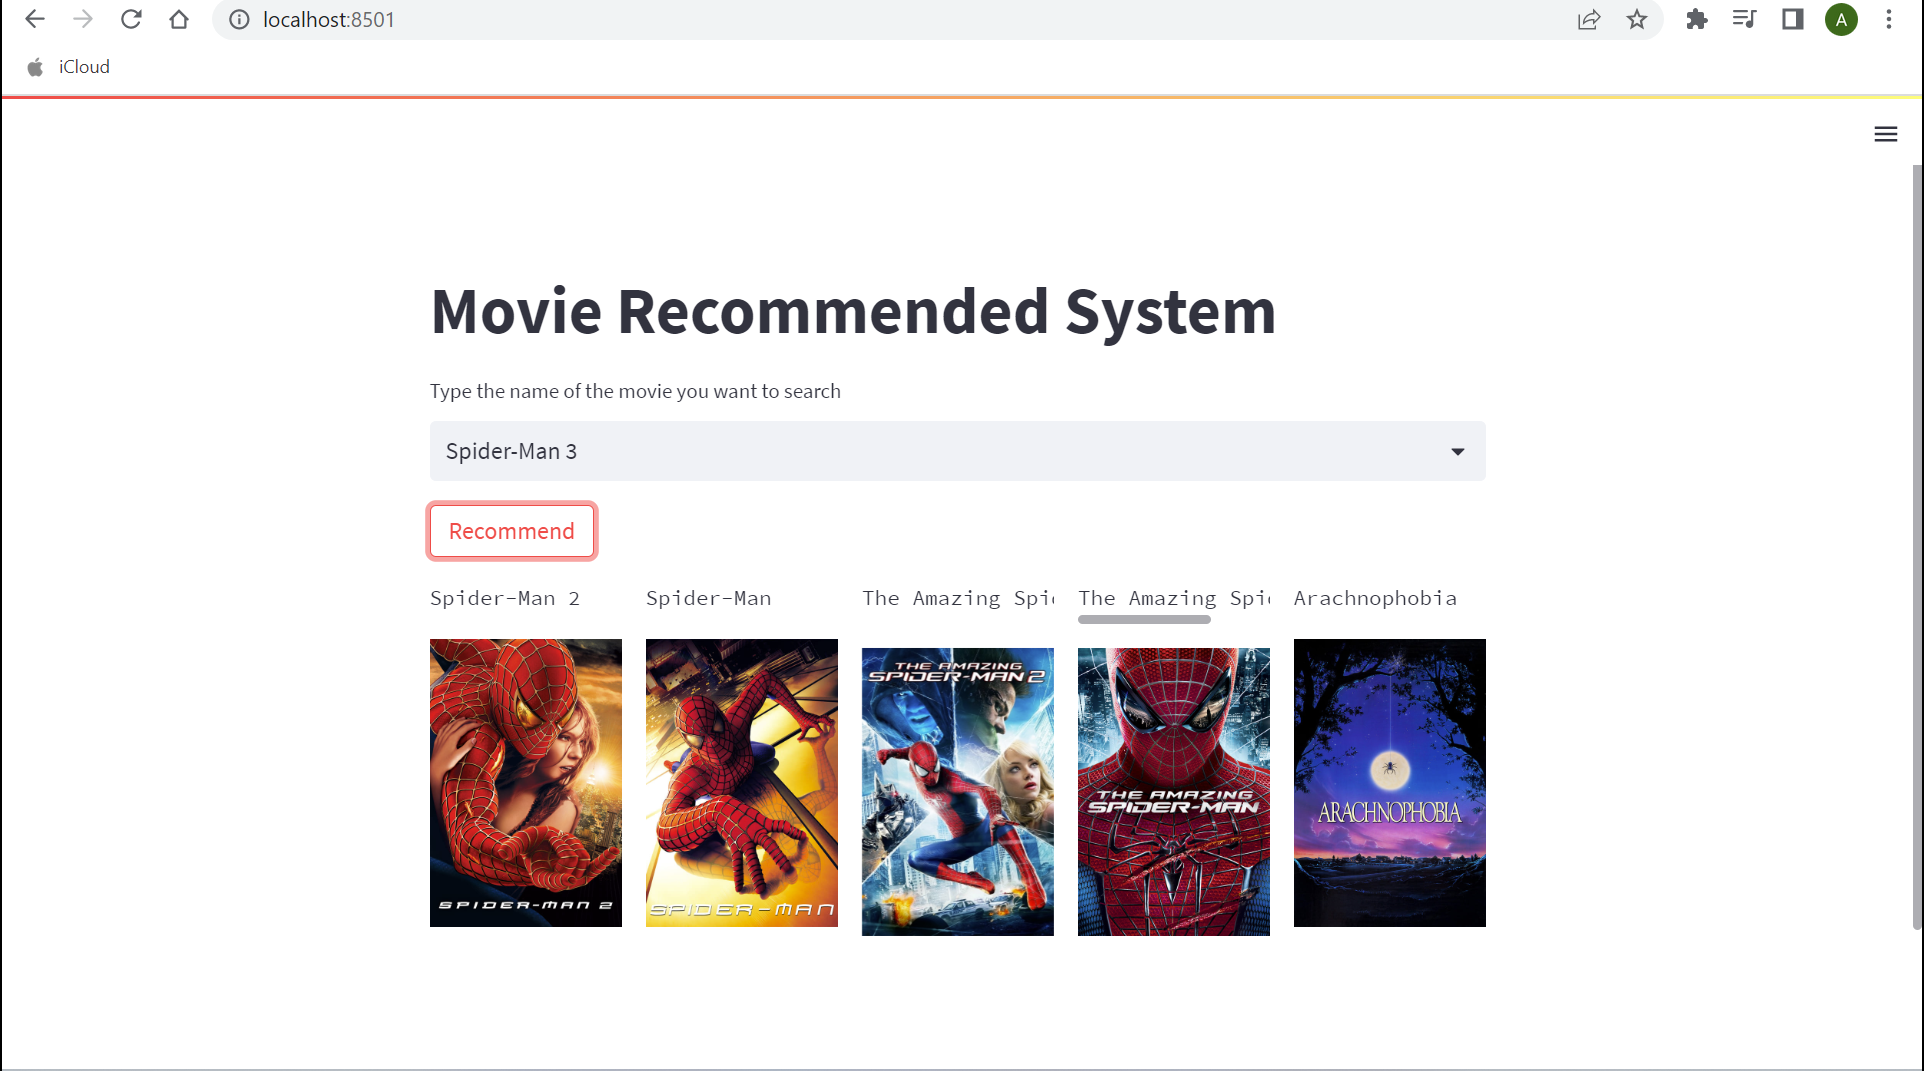 localhost:8501
A
iCloud
Movie Recommended System
Type the name of the movie you want to search
Spider-Man 3
Recommend
Spider-Man 2
Spider-Man
The Amazing Spi
The Amazing Spi
Arachnophobia
SPIDER-MAN 2
SPIDER-MAN
THE AMAZING
SPIDER-MAN 2
THE AMAZING
SPIDER-MAN
ARACHNOPHOBIA